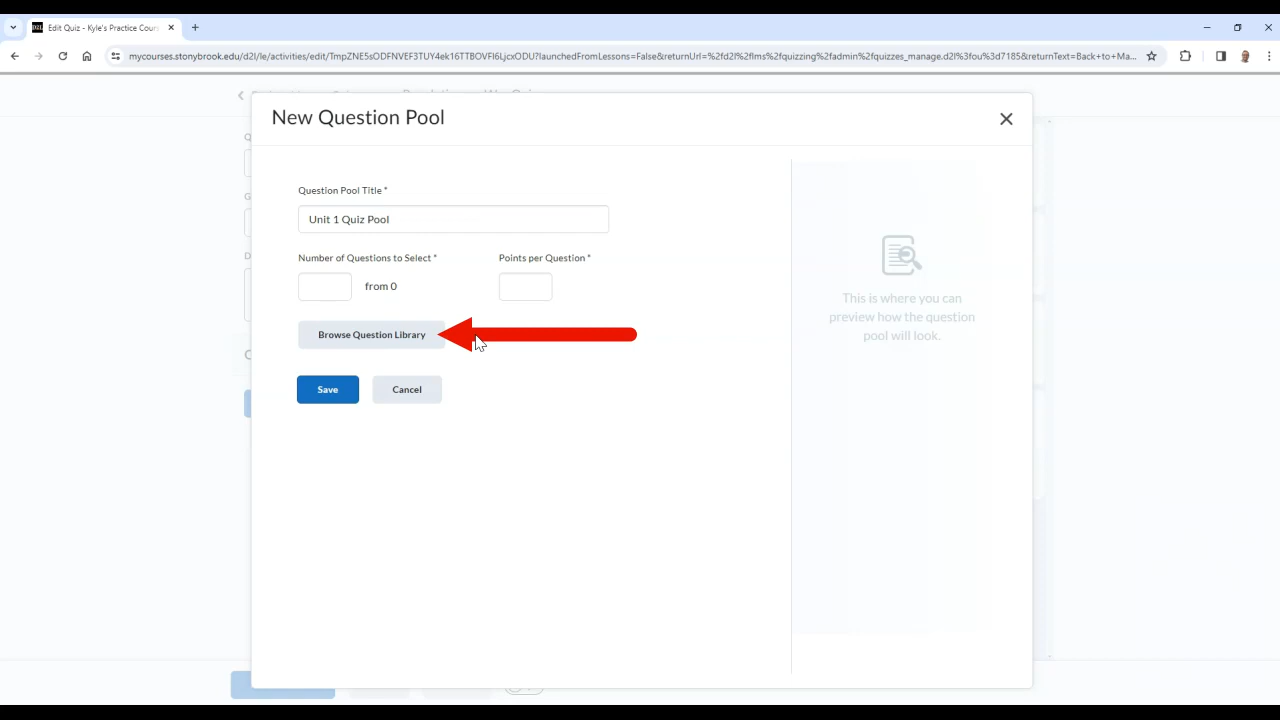 Edit Quiz - Kyle's Practice Cours
mycourses.stonybrook.edu/d2l/le/activities/edit/TmpZNE5sODFNVEF3TUY4ek16TTBOVFl6LjcxODU?launchedFromLessons=False&returnUrl=%2fd2l%2flms%2fquizzing%2fadmin%2fquizzes_manage.d2l%3fou%3d7185&returnText=Back+to+Ma...
New Question Pool
Question Pool Title *
Unit 1 Quiz Pool
Number of Questions to Select *
Points per Question *
from 0
Browse Question Library
Save
Cancel
This is where you can
preview how the question
pool will look.